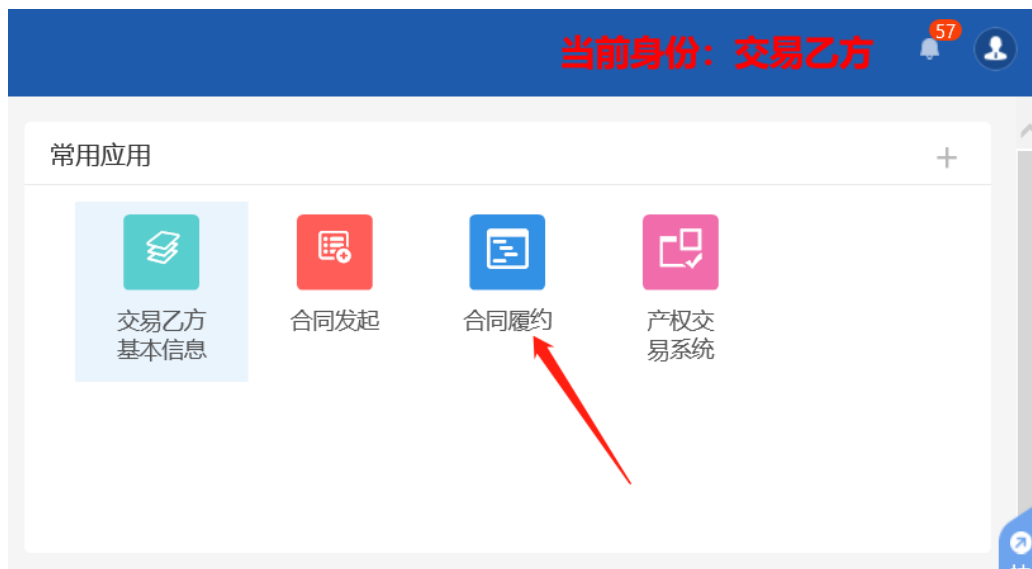 当前身份：交易乙方
57
常用应用
交易乙方
基本信息
合同发起
合同履约
产权交
易系统